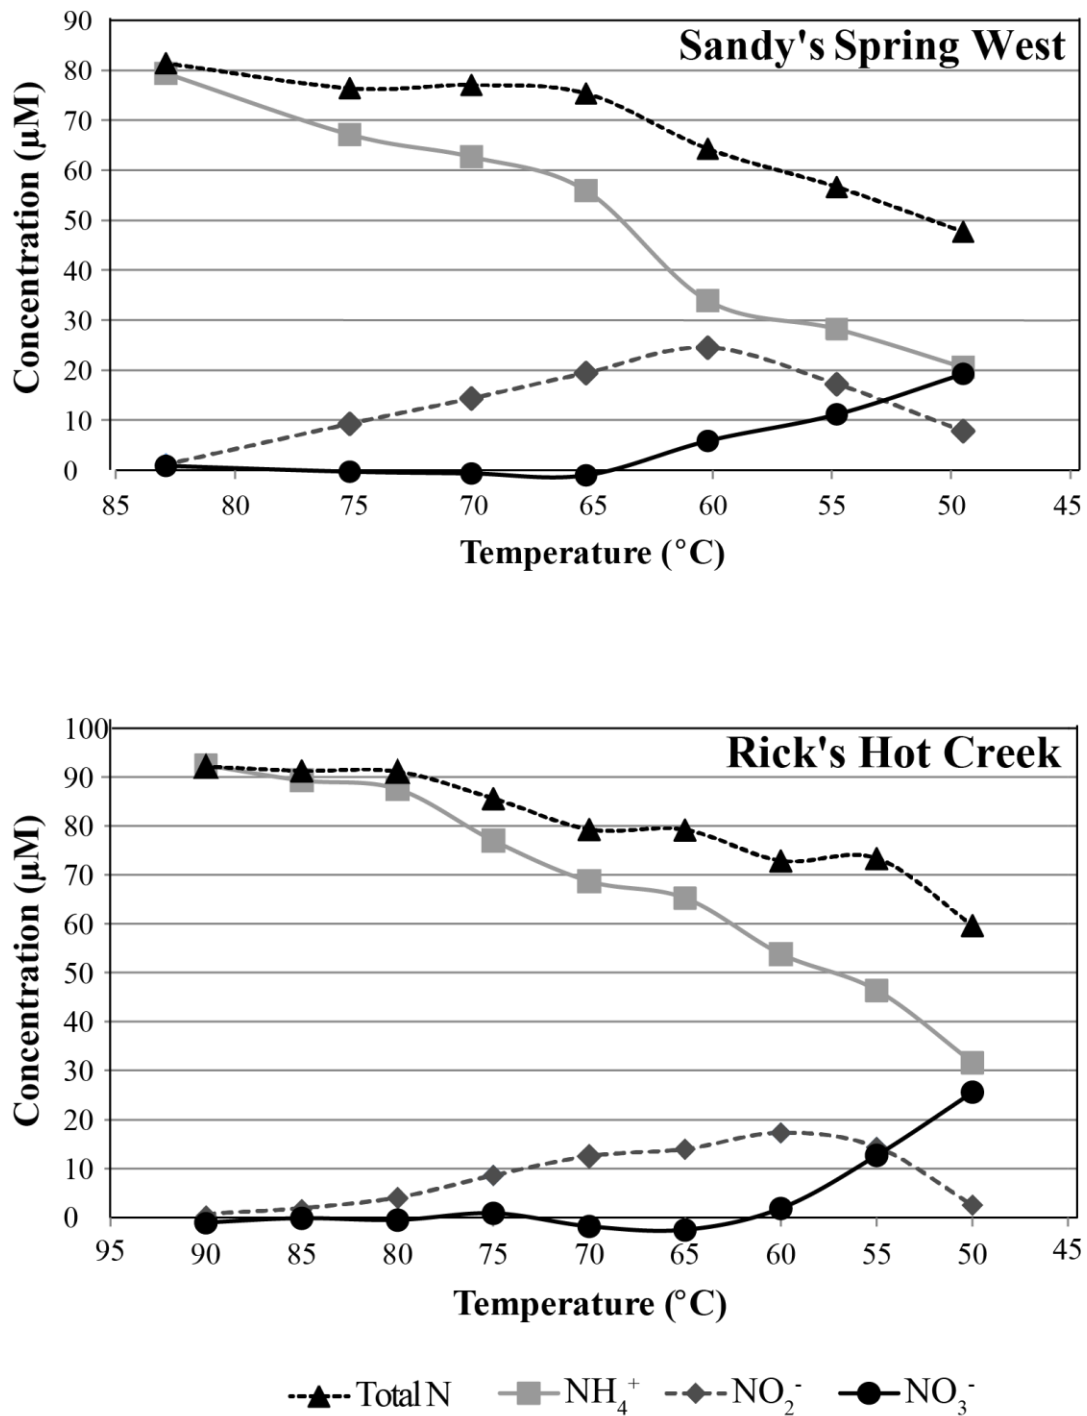 Sandy's Spring West
90
80
70
60
50
40
30
20
10
0
Concentration (µM)
85 80 75 70 65 60 55 50 45
Temperature (°C)
Rick's Hot Creek
100
90
80
70
60
50
40
30
20
10
0
Concentration (µM)
95 90 85 80 75 70 65 60 55 50 45
Temperature (°C)
Total N NH₄⁺ NO₂⁻ NO₃⁻